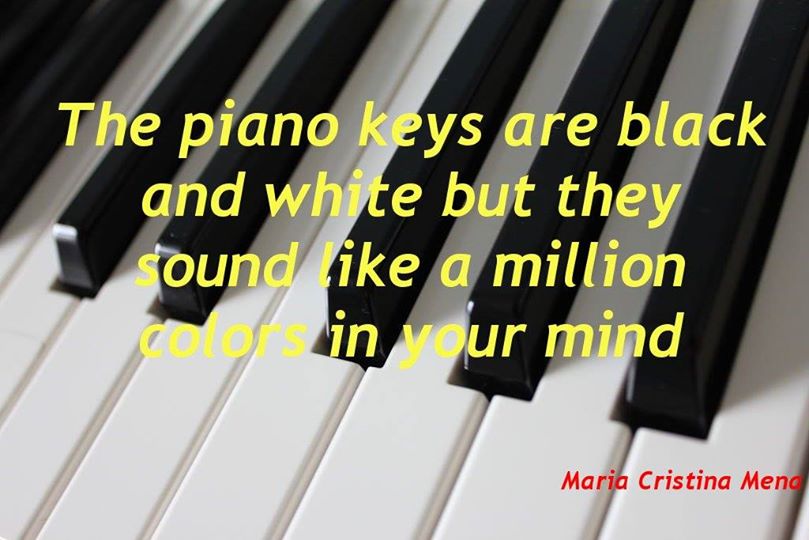 The piano keys are black
and white but they
sound like a million
colors in your mind
Maria Cristina Mena